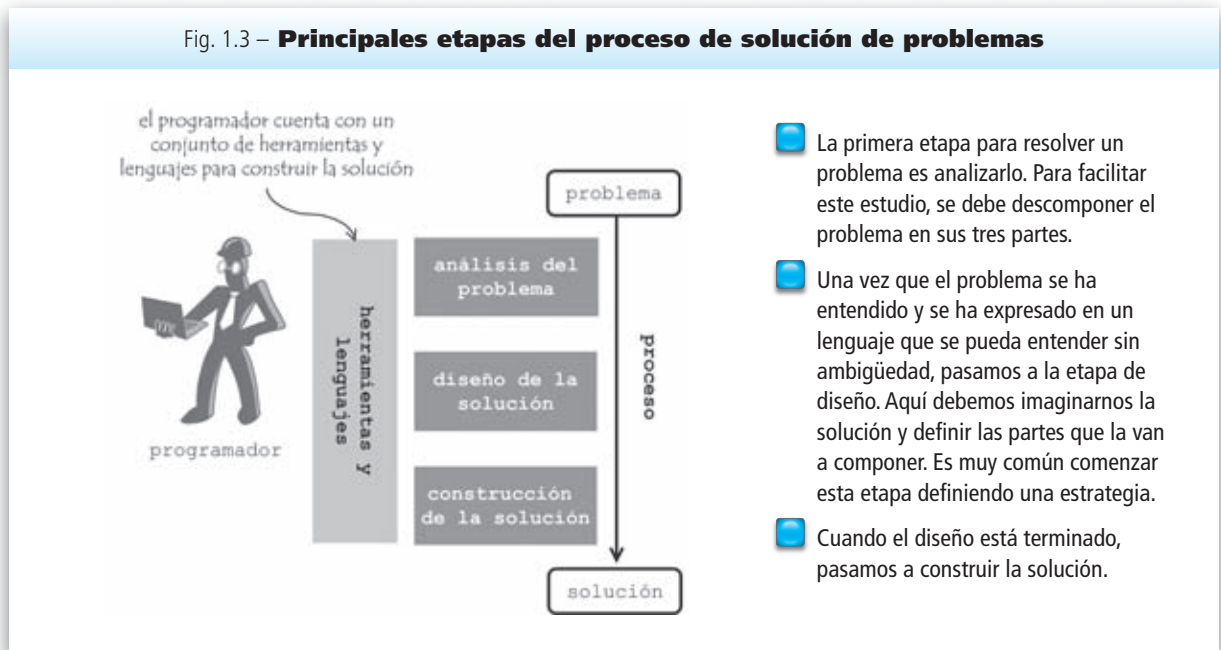 Fig. 1.3 – Principales etapas del proceso de solución de problemas
el programador cuenta con un
conjunto de herramientas y
lenguajes para construir la solución
programador
herramientas y
lenguajes
problema
análisis del
problema
diseño de la
solución
construcción
de la solución
proceso
solución
La primera etapa para resolver un
problema es analizarlo. Para facilitar
este estudio, se debe descomponer el
problema en sus tres partes.
Una vez que el problema se ha
entendido y se ha expresado en un
lenguaje que se pueda entender sin
ambigüedad, pasamos a la etapa de
diseño. Aquí debemos imaginarnos la
solución y definir las partes que la van
a componer. Es muy común comenzar
esta etapa definiendo una estrategia.
Cuando el diseño está terminado,
pasamos a construir la solución.